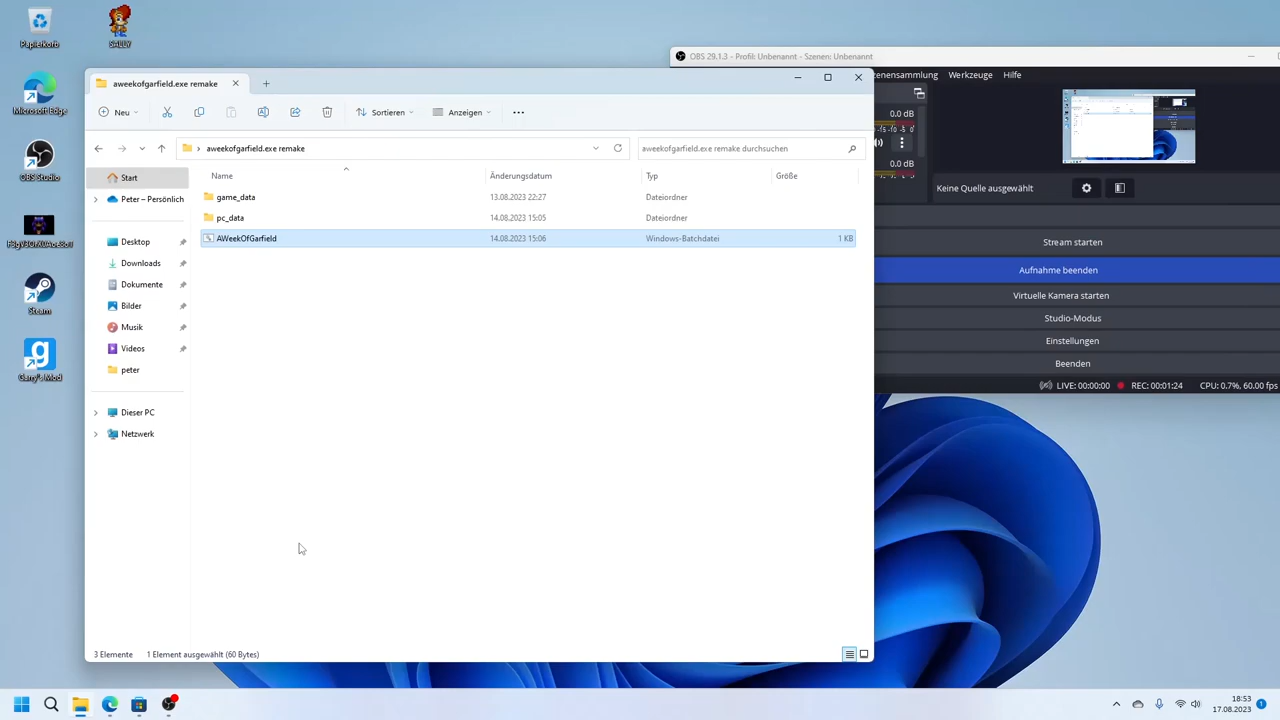 Papierkorb
SALLY
Microsoft Edge
OBS Studio
Steam
Garry's Mod
aweekofgarfield.exe remake
Neu
Sortieren
Anzeigen
aweekofgarfield.exe remake
aweekofgarfield.exe remake durchsuchen
Name
Änderungsdatum
Typ
Größe
Start
Peter – Persönlich
Desktop
Downloads
Dokumente
Bilder
Musik
Videos
peter
Dieser PC
Netzwerk
game_data 13.08.2023 22:27 Dateiordner
pc_data 14.08.2023 15:05 Dateiordner
AWeekOfGarfield 14.08.2023 15:06 Windows-Batchdatei 1 KB
3 Elemente 1 Element ausgewählt (60 Bytes)
OBS 29.1.3 - Profil: Unbenannt - Szenen: Unbenannt
zenensammlung Werkzeuge Hilfe
0.0 dB
0.0 dB
Keine Quelle ausgewählt
Stream starten
Aufnahme beenden
Virtuelle Kamera starten
Studio-Modus
Einstellungen
Beenden
LIVE: 00:00:00 REC: 00:01:24 CPU: 0.7%, 60.00 fps
18:53
17.08.2023
1